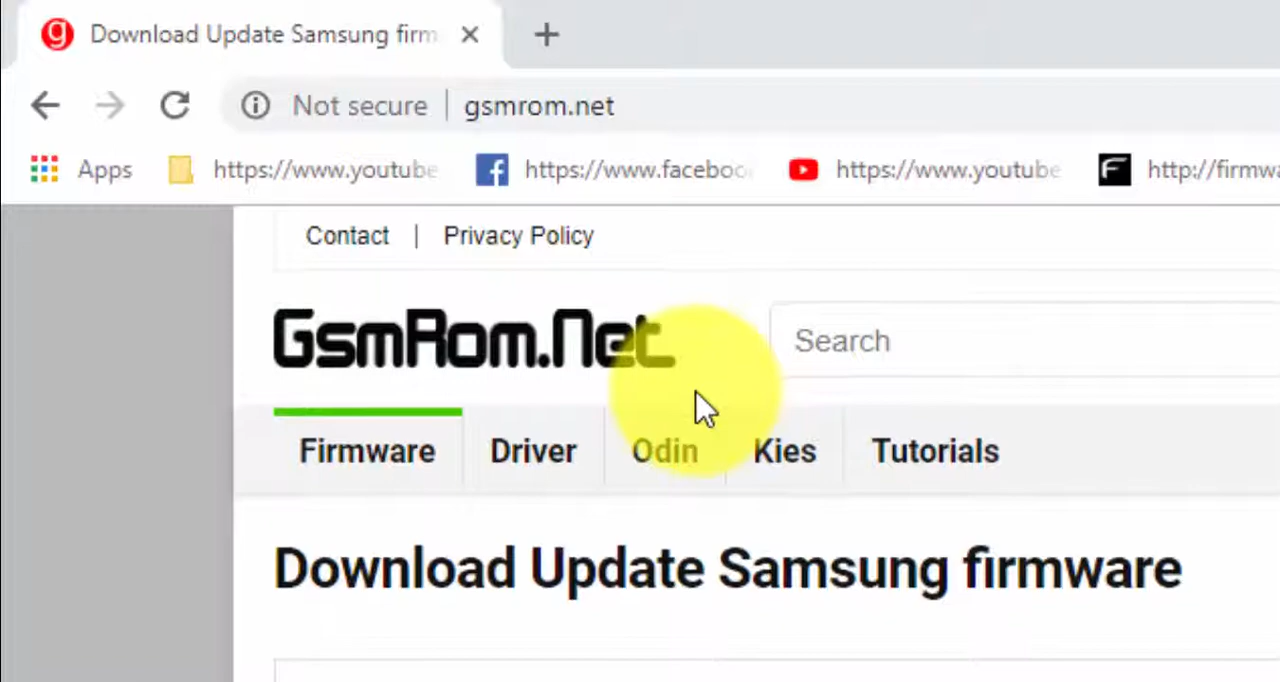 Download Update Samsung firm
Not secure | gsmrom.net
Apps https://www.youtube https://www.faceboo https://www.youtube http://firmwa
Contact | Privacy Policy
GsmRom.Net Search
Firmware Driver Odin Kies Tutorials
Download Update Samsung firmware